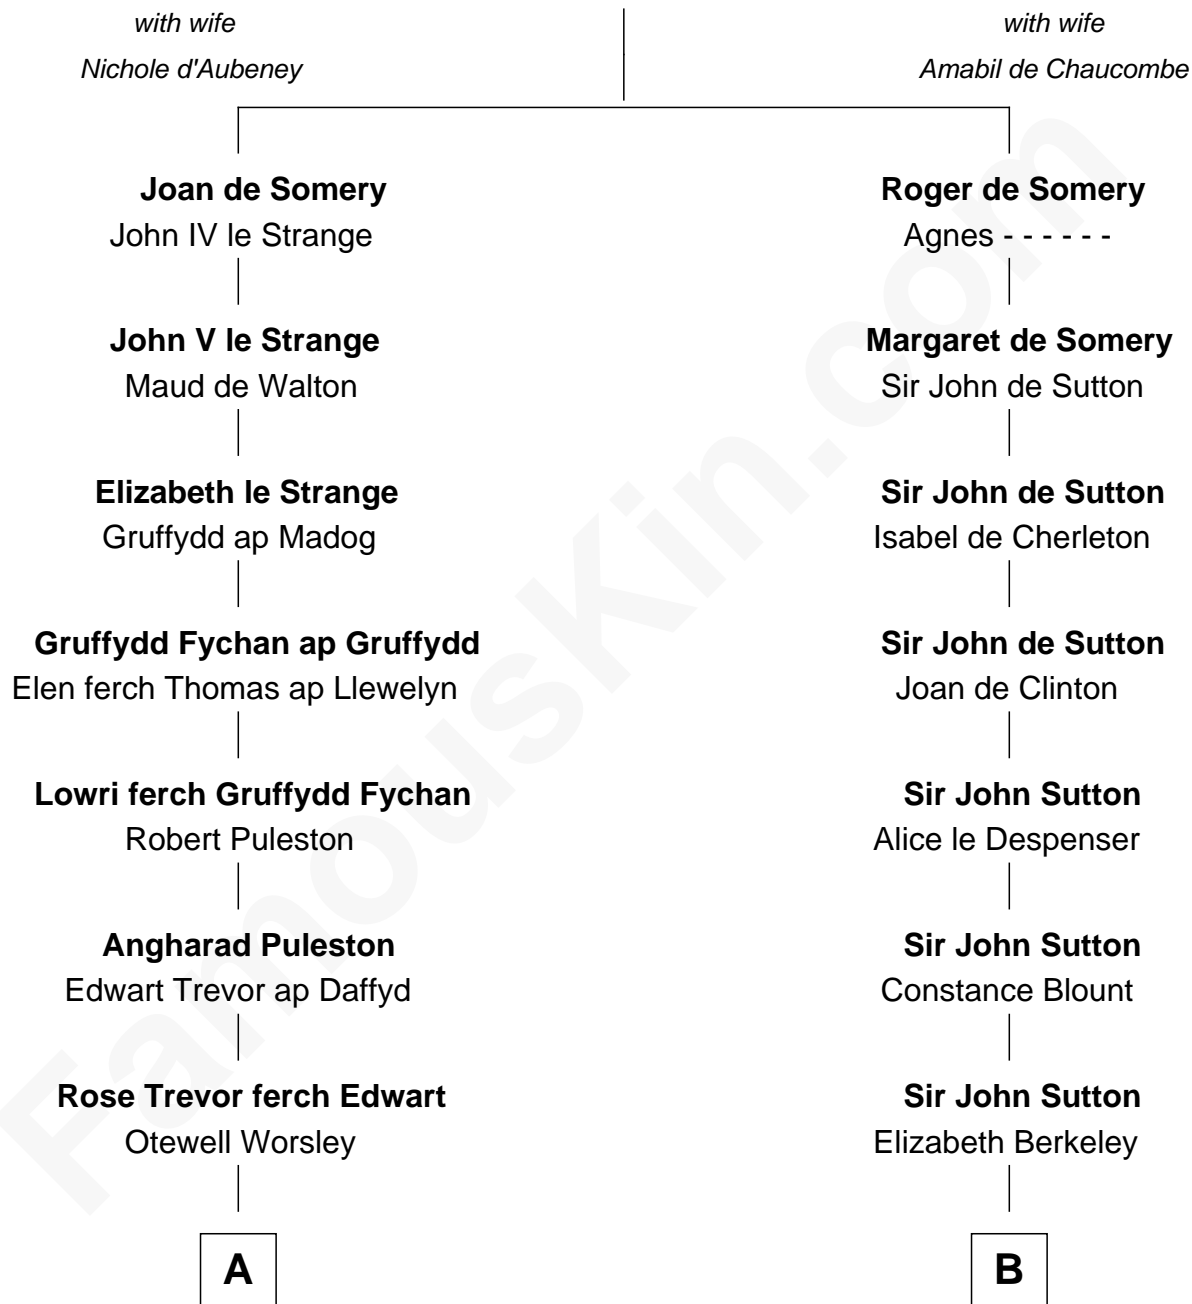 with wife
Nichole d'Aubeney
with wife
Amabil de Chaucombe
Joan de Somery
John IV le Strange
John V le Strange
Maud de Walton
Elizabeth le Strange
Gruffydd ap Madog
Gruffydd Fychan ap Gruffydd
Elen ferch Thomas ap Llewelyn
Lowri ferch Gruffydd Fychan
Robert Puleston
Angharad Puleston
Edwart Trevor ap Daffyd
Rose Trevor ferch Edwart
Otewell Worsley
A
Roger de Somery
Agnes - - - - - -
Margaret de Somery
Sir John de Sutton
Sir John de Sutton
Isabel de Cherleton
Sir John de Sutton
Joan de Clinton
Sir John Sutton
Alice le Despenser
Sir John Sutton
Constance Blount
Sir John Sutton
Elizabeth Berkeley
B
FamousKin.com